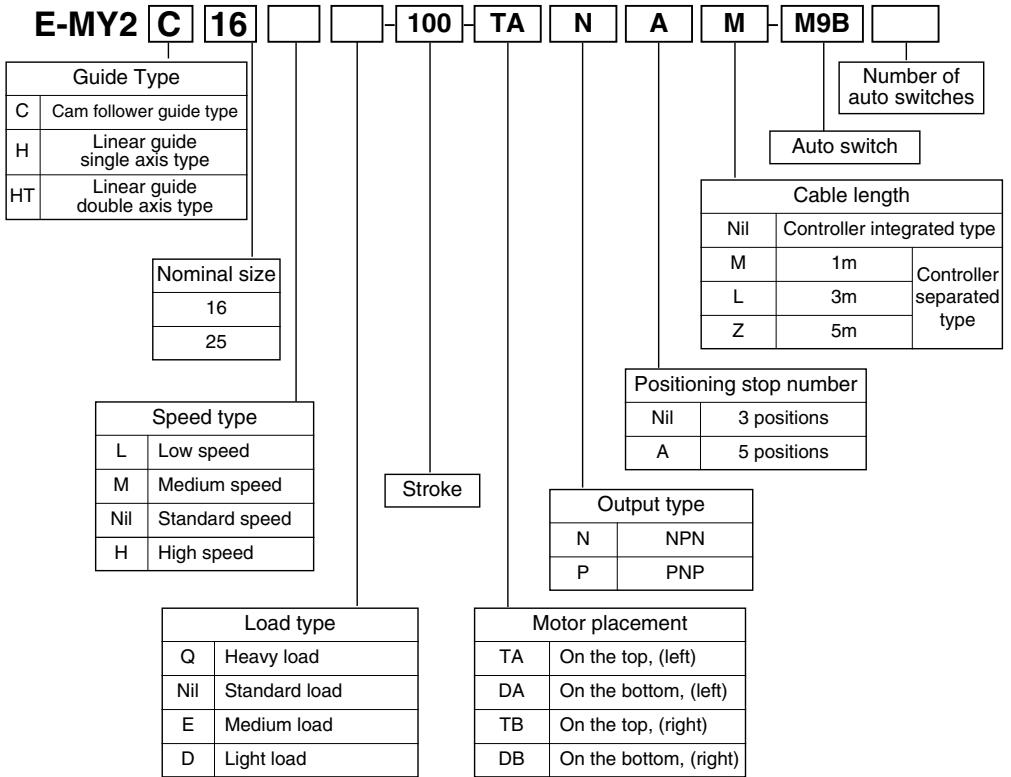 E-MY2 C 16 - 100 - TA N A M - M9B
Guide Type
C Cam follower guide type
H Linear guide
single axis type
HT Linear guide
double axis type
Number of
auto switches
Auto switch
Cable length
Nil Controller integrated type
M 1m
L 3m
Z 5m
Controller
separated
type
Nominal size
16
25
Positioning stop number
Nil 3 positions
A 5 positions
Speed type
L Low speed
M Medium speed
Nil Standard speed
H High speed
Stroke
Output type
N NPN
P PNP
Load type
Q Heavy load
Nil Standard load
E Medium load
D Light load
Motor placement
TA On the top, (left)
DA On the bottom, (left)
TB On the top, (right)
DB On the bottom, (right)